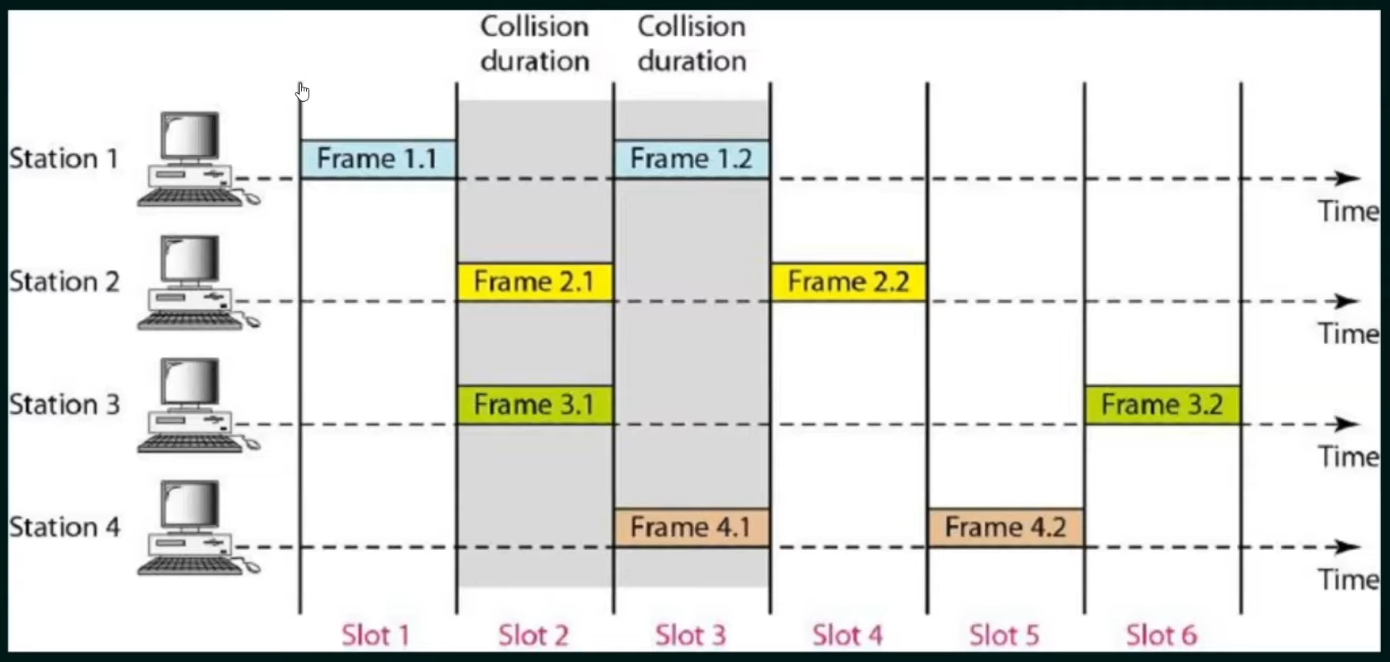 Collision
duration
Collision
duration
Station 1
Frame 1.1
Frame 1.2
Time
Station 2
Frame 2.1
Frame 2.2
Time
Station 3
Frame 3.1
Frame 3.2
Time
Station 4
Frame 4.1
Frame 4.2
Time
Slot 1
Slot 2
Slot 3
Slot 4
Slot 5
Slot 6